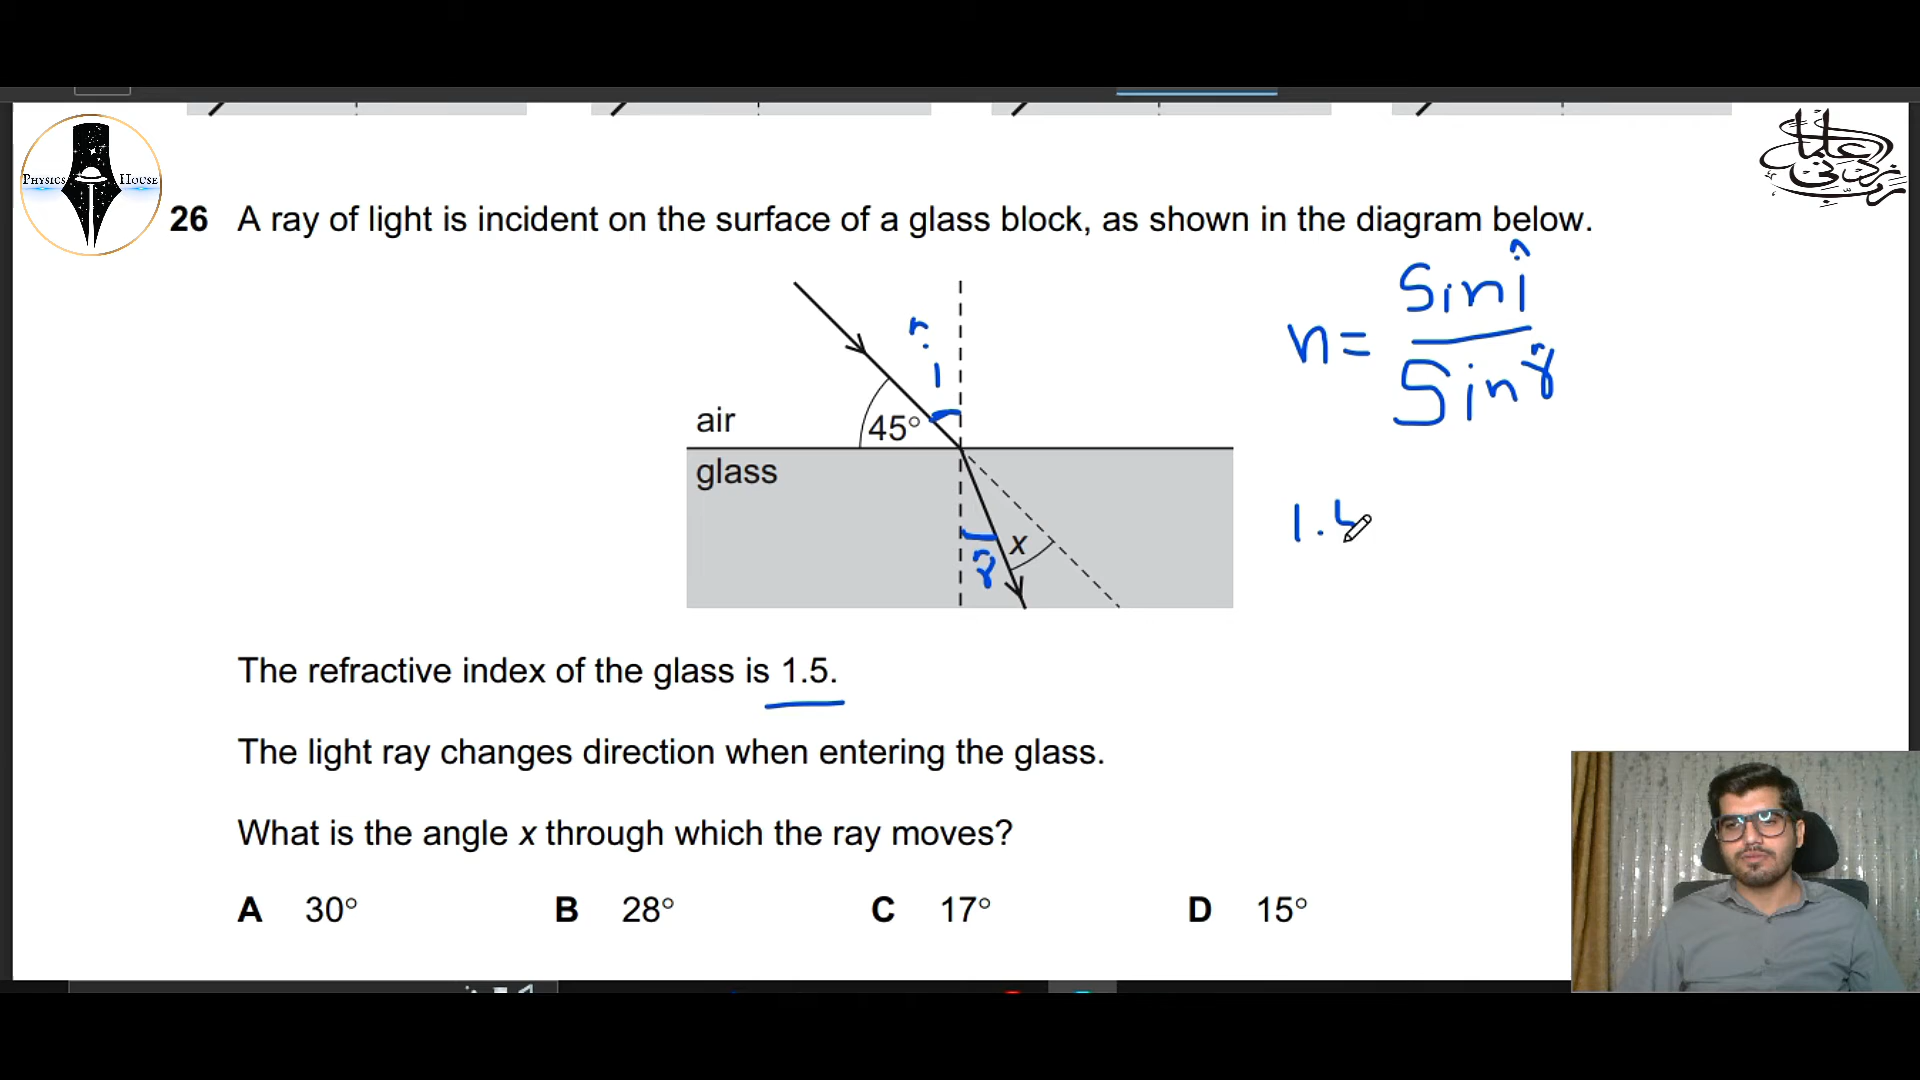 PHYSICS HOUSE
26 A ray of light is incident on the surface of a glass block, as shown in the diagram below.
n = Sin i / Sin r
i
45°
air
glass
x
r
1.5
The refractive index of the glass is 1.5.
The light ray changes direction when entering the glass.
What is the angle x through which the ray moves?
A 30° B 28° C 17° D 15°